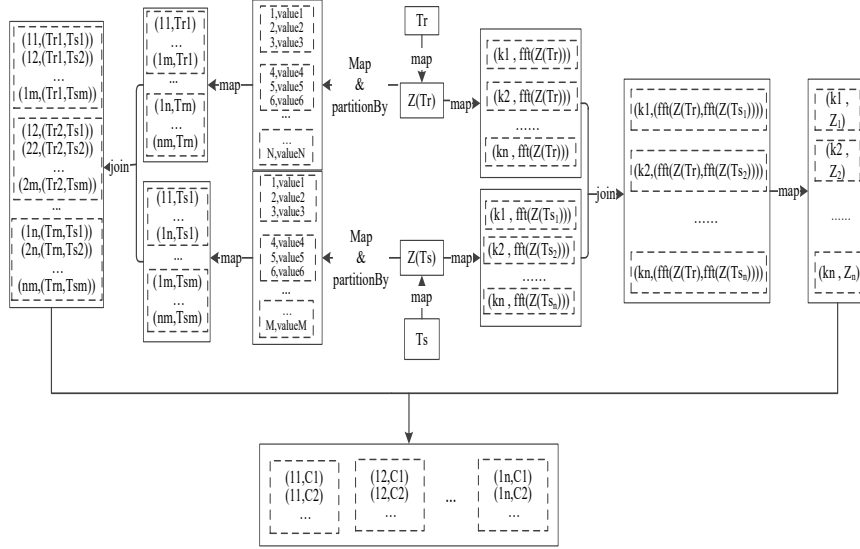 (11,(Tr1,Ts1))
(12,(Tr1,Ts2))
...
(1m,(Tr1,Tsm))
(12,(Tr2,Ts1))
(22,(Tr2,Ts2))
...
(2m,(Tr2,Tsm))
...
(1n,(Trn,Ts1))
(2n,(Trn,Ts2))
...
(nm,(Trn,Tsm))
join
(11,Tr1)
...
(1m,Tr1)
...
(1n,Trn)
...
(nm,Trn)
(11,Ts1)
...
(1n,Ts1)
...
(1m,Tsm)
...
(nm,Tsm)
map
map
1,value1
2,value2
3,value3
4,value4
5,value5
6,value6
...
...
N,valueN
1,value1
2,value2
3,value3
4,value4
5,value5
6,value6
...
...
M,valueM
Map
&
partitionBy
Map
&
partitionBy
Tr
map
Z(Tr)
map
Z(Ts)
map
map
Ts
(k1 , fft(Z(Tr)))
(k2 , fft(Z(Tr)))
......
(kn , fft(Z(Tr)))
(k1 , fft(Z(Ts₁)))
(k2 , fft(Z(Ts₂)))
......
(kn , fft(Z(Tsₙ)))
join
(k1,(fft(Z(Tr),fft(Z(Ts₁))))
(k2,(fft(Z(Tr),fft(Z(Ts₂))))
......
(kn,(fft(Z(Tr),fft(Z(Tsₙ))))
map
(k1 ,
Z₁)
(k2 ,
Z₂)
......
(kn , Zₙ)
(11,C1)
(11,C2)
...
(12,C1)
(12,C2)
...
...
(1n,C1)
(1n,C2)
...